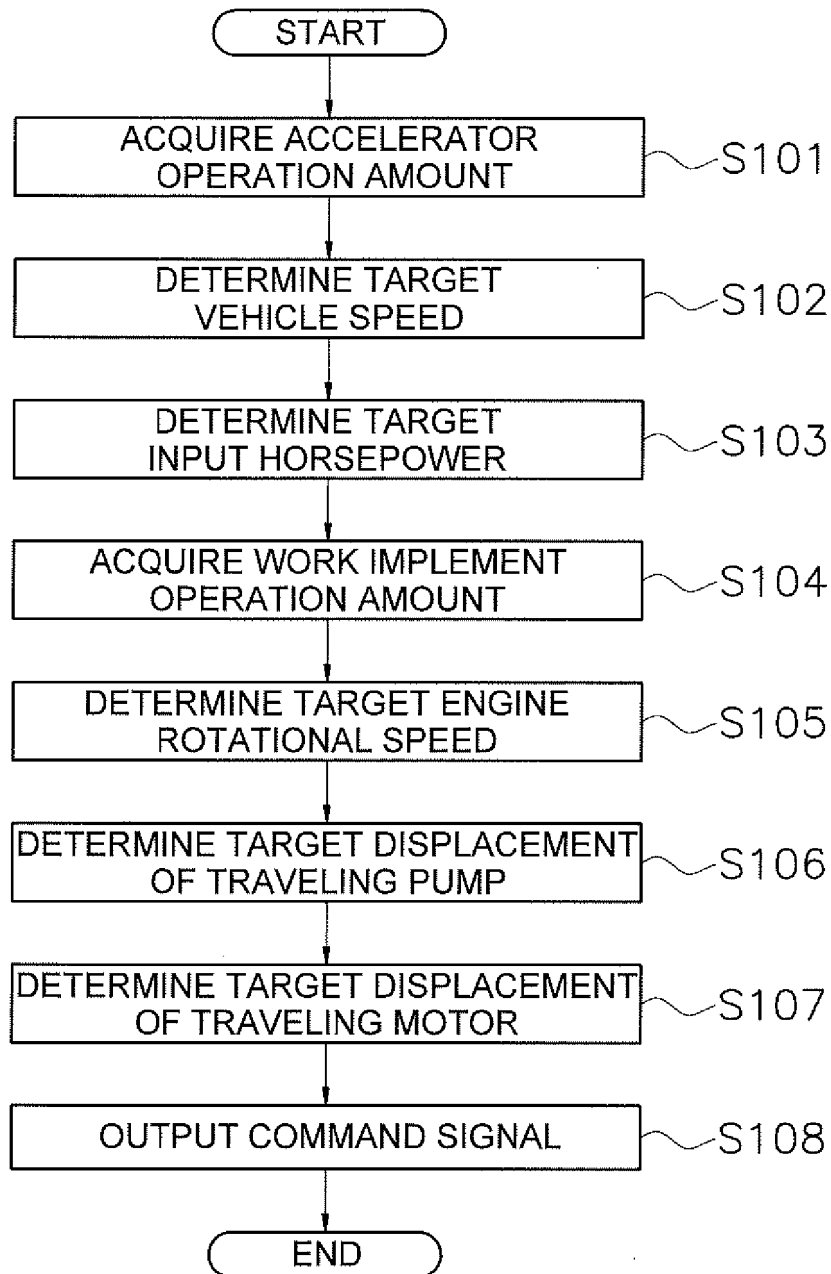 START
ACQUIRE ACCELERATOR
OPERATION AMOUNT
S101
DETERMINE TARGET
VEHICLE SPEED
S102
DETERMINE TARGET
INPUT HORSEPOWER
S103
ACQUIRE WORK IMPLEMENT
OPERATION AMOUNT
S104
DETERMINE TARGET ENGINE
ROTATIONAL SPEED
S105
DETERMINE TARGET DISPLACEMENT
OF TRAVELING PUMP
S106
DETERMINE TARGET DISPLACEMENT
OF TRAVELING MOTOR
S107
OUTPUT COMMAND SIGNAL
S108
END